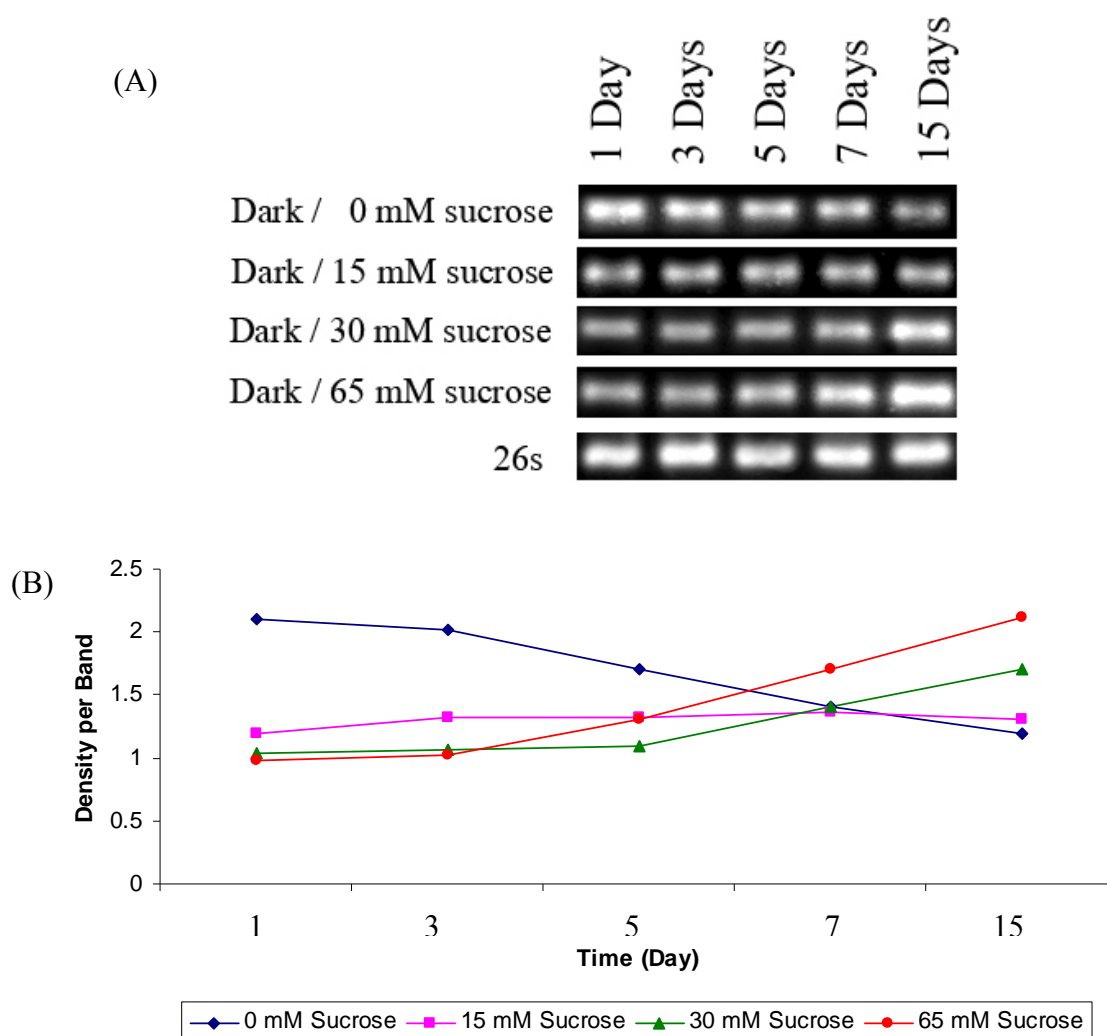 (A)
1 Day
3 Days
5 Days
7 Days
15 Days
Dark / 0 mM sucrose
Dark / 15 mM sucrose
Dark / 30 mM sucrose
Dark / 65 mM sucrose
26s
(B)
2.5
2
1.5
1
0.5
0
Density per Band
1 3 5 7 15
Time (Day)
0 mM Sucrose 15 mM Sucrose 30 mM Sucrose 65 mM Sucrose